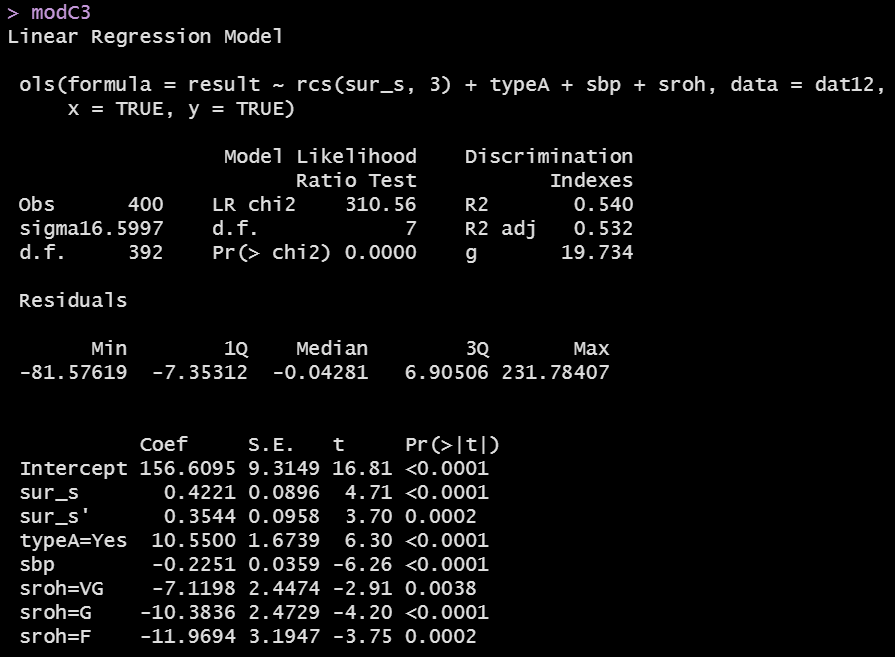 > modC3
Linear Regression Model
ols(formula = result ~ rcs(sur_s, 3) + typeA + sbp + sroh, data = dat12,
x = TRUE, y = TRUE)
Model Likelihood Discrimination
Ratio Test Indexes
Obs 400 LR chi2 310.56 R2 0.540
sigma16.5997 d.f. 7 R2 adj 0.532
d.f. 392 Pr(> chi2) 0.0000 g 19.734
Residuals
Min 1Q Median 3Q Max
-81.57619 -7.35312 -0.04281 6.90506 231.78407
Coef S.E. t Pr(>|t|)
Intercept 156.6095 9.3149 16.81 <0.0001
sur_s 0.4221 0.0896 4.71 <0.0001
sur_s' 0.3544 0.0958 3.70 0.0002
typeA=Yes 10.5500 1.6739 6.30 <0.0001
sbp -0.2251 0.0359 -6.26 <0.0001
sroh=VG -7.1198 2.4474 -2.91 0.0038
sroh=G -10.3836 2.4729 -4.20 <0.0001
sroh=F -11.9694 3.1947 -3.75 0.0002